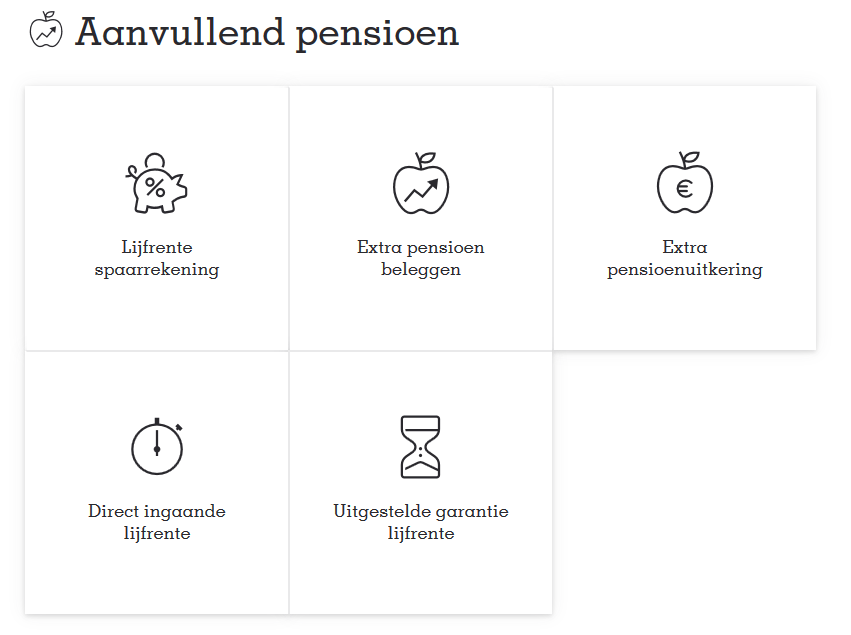 Aanvullend pensioen
Lijfrente
spaarrekening
Extra pensioen
beleggen
Extra
pensioenuitkering
Direct ingaande
lijfrente
Uitgestelde garantie
lijfrente